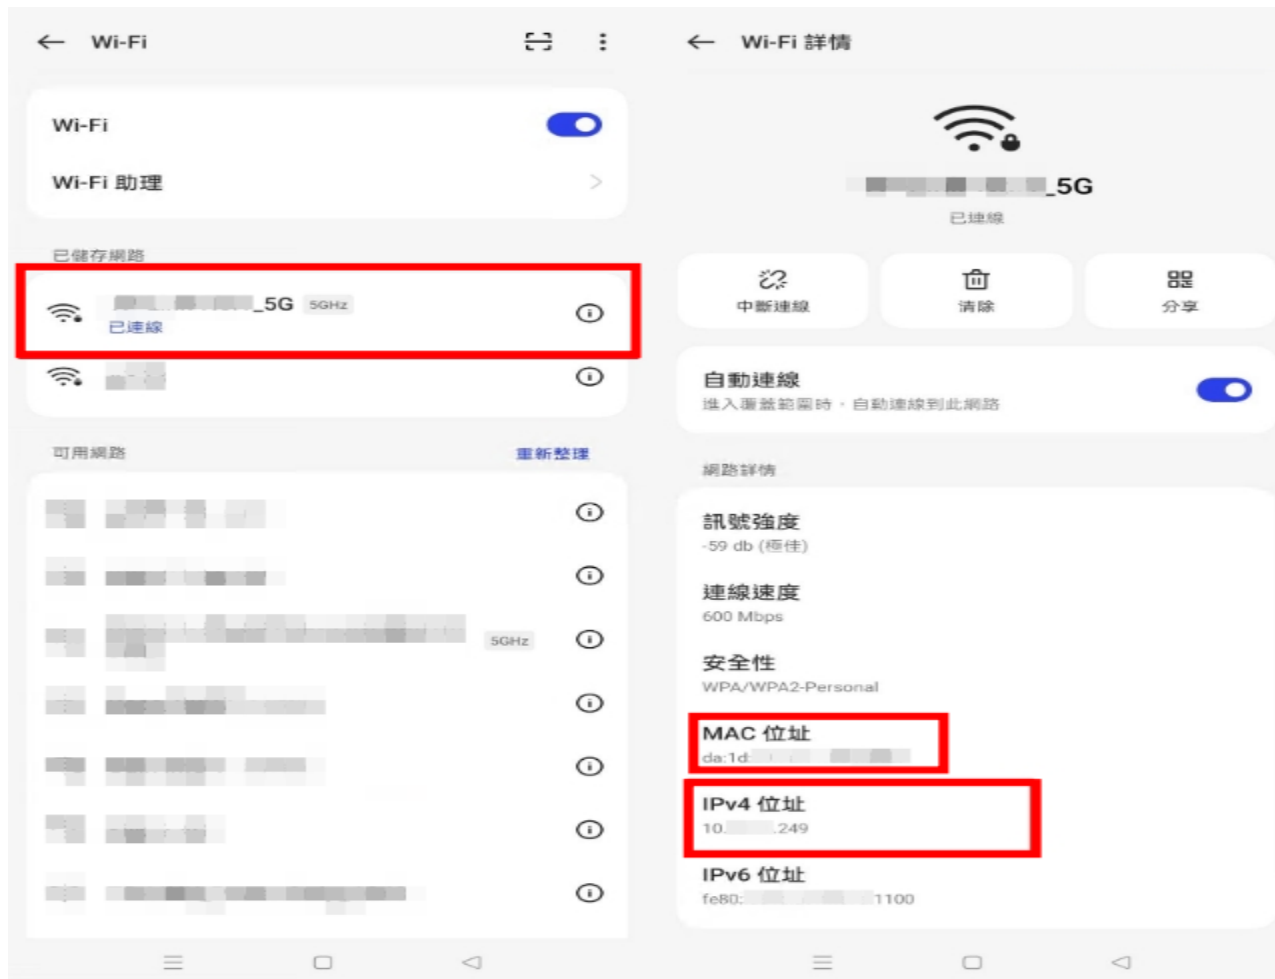 Wi-Fi
Wi-Fi
Wi-Fi 助理
已儲存網路
_5G 5GHz
已連線
可用網路 重新整理
5GHz
Wi-Fi 詳情
_5G
已連線
中斷連線 清除 分享
自動連線
進入覆蓋範圍時，自動連線到此網路
網路詳情
訊號強度
-59 db (極佳)
連線速度
600 Mbps
安全性
WPA/WPA2-Personal
MAC 位址
da:1d:
IPv4 位址
10. .249
IPv6 位址
fe80: 1100